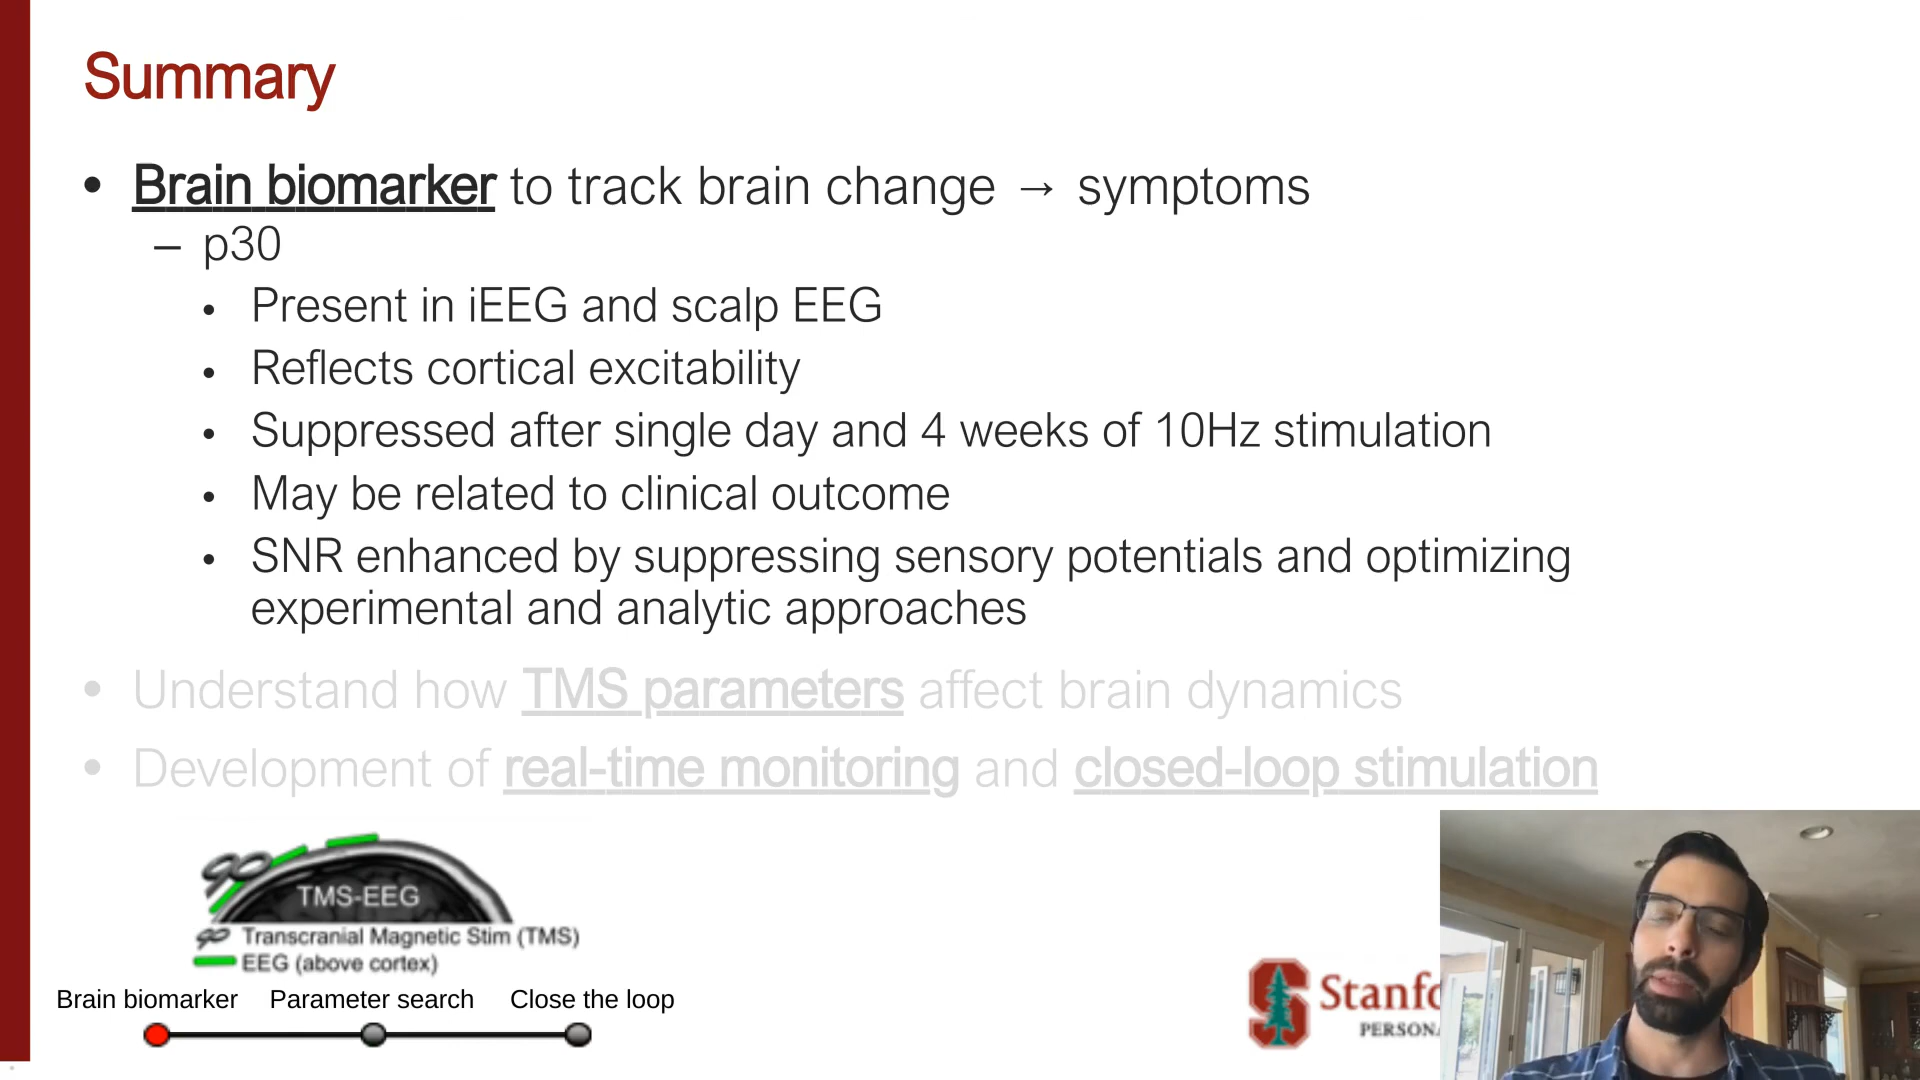 Summary
• Brain biomarker to track brain change → symptoms
– p30
• Present in iEEG and scalp EEG
• Reflects cortical excitability
• Suppressed after single day and 4 weeks of 10Hz stimulation
• May be related to clinical outcome
• SNR enhanced by suppressing sensory potentials and optimizing
experimental and analytic approaches
• Understand how TMS parameters affect brain dynamics
• Development of real-time monitoring and closed-loop stimulation
TMS-EEG
Transcranial Magnetic Stim (TMS)
EEG (above cortex)
Brain biomarker Parameter search Close the loop
S